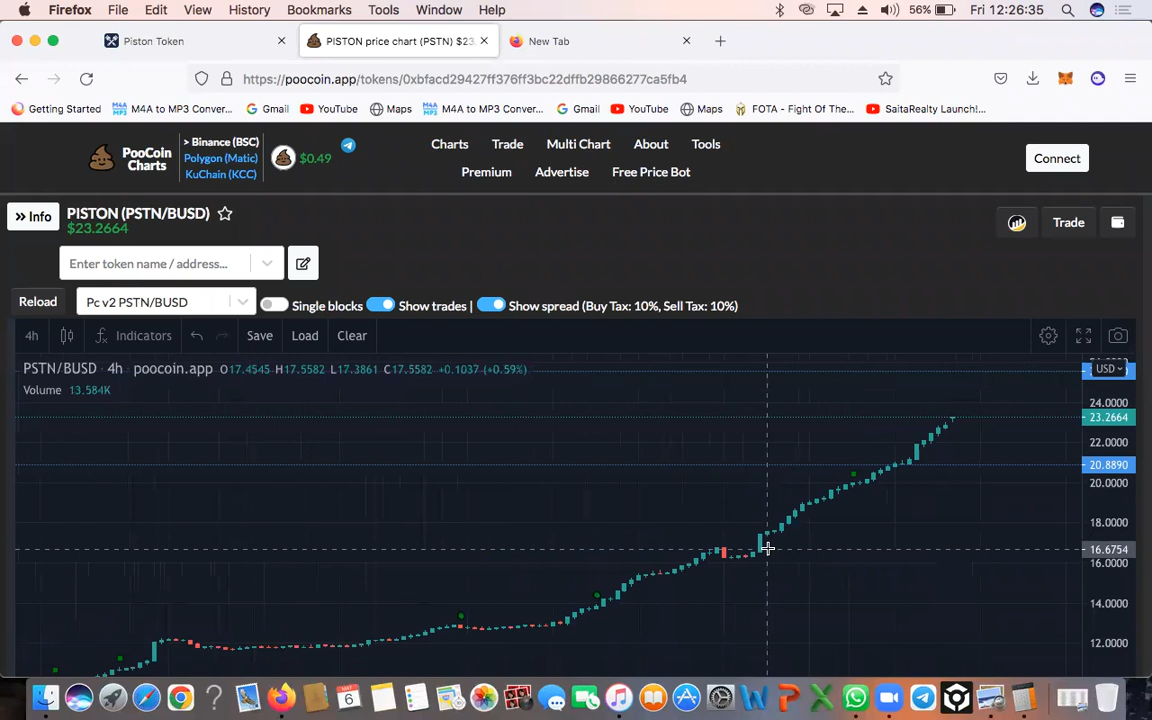 Firefox File Edit View History Bookmarks Tools Window Help 56% Fri 12:26:35
Piston Token PISTON price chart (PSTN) $23. New Tab
https://poocoin.app/tokens/0xbfacd29427ff376ff3bc22dffb29866277ca5fb4
Getting Started M4A to MP3 Conver... Gmail YouTube Maps M4A to MP3 Conver... Gmail YouTube Maps FOTA - Fight Of The... SaitaRealty Launch!...
PooCoin Charts
> Binance (BSC)
Polygon (Matic)
KuChain (KCC)
$0.49
Charts Trade Multi Chart About Tools
Premium Advertise Free Price Bot
Connect
>> Info PISTON (PSTN/BUSD)
$23.2664
Trade
Enter token name / address...
Reload Pc v2 PSTN/BUSD Single blocks Show trades | Show spread (Buy Tax: 10%, Sell Tax: 10%)
4h Indicators Save Load Clear
PSTN/BUSD · 4h poocoin.app O17.4545 H17.5582 L17.3861 C17.5582 +0.1037 (+0.59%)
USD
Volume 13.584K
24.0000
23.2664
22.0000
20.8890
20.0000
18.0000
16.6754
16.0000
14.0000
12.0000
MAY
6